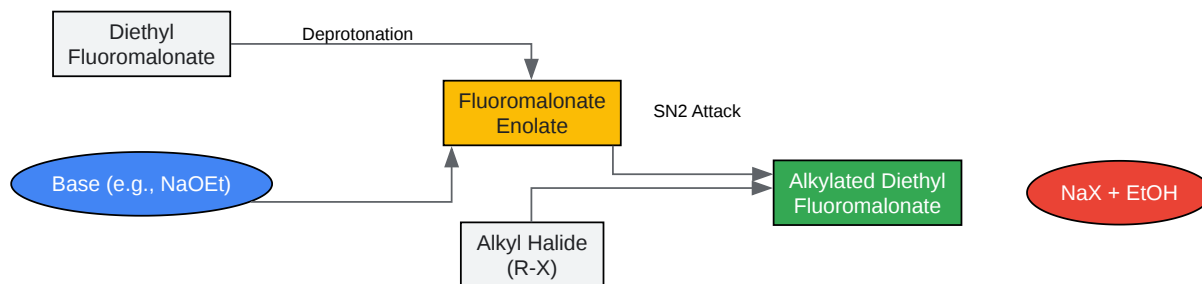 Diethyl
Fluoromalonate
Deprotonation
Fluoromalonate
Enolate
SN2 Attack
Base (e.g., NaOEt)
Alkylated Diethyl
Fluoromalonate
NaX + EtOH
Alkyl Halide
(R-X)